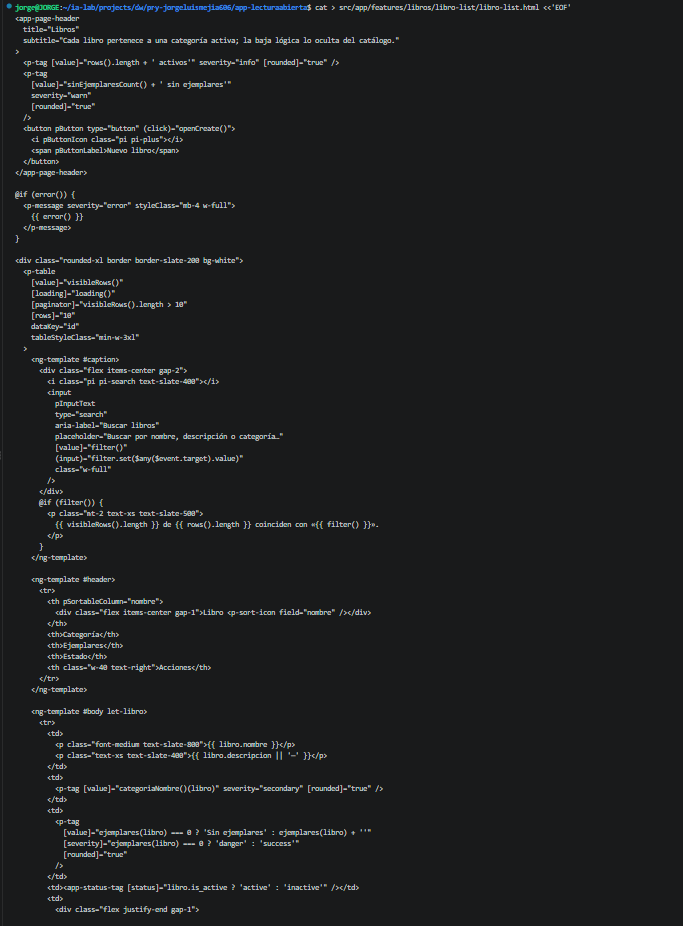 jorge@JORGE:~/ia-lab/projects/dw/pry-jorgeluismejia606/app-lecturaabierta$ cat > src/app/features/libros/libro-list/libro-list.html <<'EOF'
<app-page-header
  title="Libros"
  subtitle="Cada libro pertenece a una categoría activa; la baja lógica lo oculta del catálogo."
>
  <p-tag [value]="rows().length + ' activos'" severity="info" [rounded]="true" />
  <p-tag
    [value]="sinEjemplaresCount() + ' sin ejemplares'"
    severity="warn"
    [rounded]="true"
  />
  <button pButton type="button" (click)="openCreate()">
    <i pButtonIcon class="pi pi-plus"></i>
    <span pButtonLabel>Nuevo libro</span>
  </button>
</app-page-header>

@if (error()) {
  <p-message severity="error" styleClass="mb-4 w-full">
    {{ error() }}
  </p-message>
}

<div class="rounded-xl border border-slate-200 bg-white">
  <p-table
    [value]="visibleRows()"
    [loading]="loading()"
    [paginator]="visibleRows().length > 10"
    [rows]="10"
    dataKey="id"
    tableStyleClass="min-w-3xl"
  >
    <ng-template #caption>
      <div class="flex items-center gap-2">
        <i class="pi pi-search text-slate-400"></i>
        <input
          pInputText
          type="search"
          aria-label="Buscar libros"
          placeholder="Buscar por nombre, descripción o categoría…"
          [value]="filter()"
          (input)="filter.set($any($event.target).value)"
          class="w-full"
        />
      </div>
      @if (filter()) {
        <p class="mt-2 text-xs text-slate-500">
          {{ visibleRows().length }} de {{ rows().length }} coinciden con «{{ filter() }}».
        </p>
      }
    </ng-template>

    <ng-template #header>
      <tr>
        <th pSortableColumn="nombre">
          <div class="flex items-center gap-1">Libro <p-sort-icon field="nombre" /></div>
        </th>
        <th>Categoría</th>
        <th>Ejemplares</th>
        <th>Estado</th>
        <th class="w-40 text-right">Acciones</th>
      </tr>
    </ng-template>

    <ng-template #body let-libro>
      <tr>
        <td>
          <p class="font-medium text-slate-800">{{ libro.nombre }}</p>
          <p class="text-xs text-slate-400">{{ libro.descripcion || '—' }}</p>
        </td>
        <td>
          <p-tag [value]="categoriaNombre()(libro)" severity="secondary" [rounded]="true" />
        </td>
        <td>
          <p-tag
            [value]="ejemplares(libro) === 0 ? 'Sin ejemplares' : ejemplares(libro) + ''"
            [severity]="ejemplares(libro) === 0 ? 'danger' : 'success'"
            [rounded]="true"
          />
        </td>
        <td><app-status-tag [status]="libro.is_active ? 'active' : 'inactive'" /></td>
        <td>
          <div class="flex justify-end gap-1">